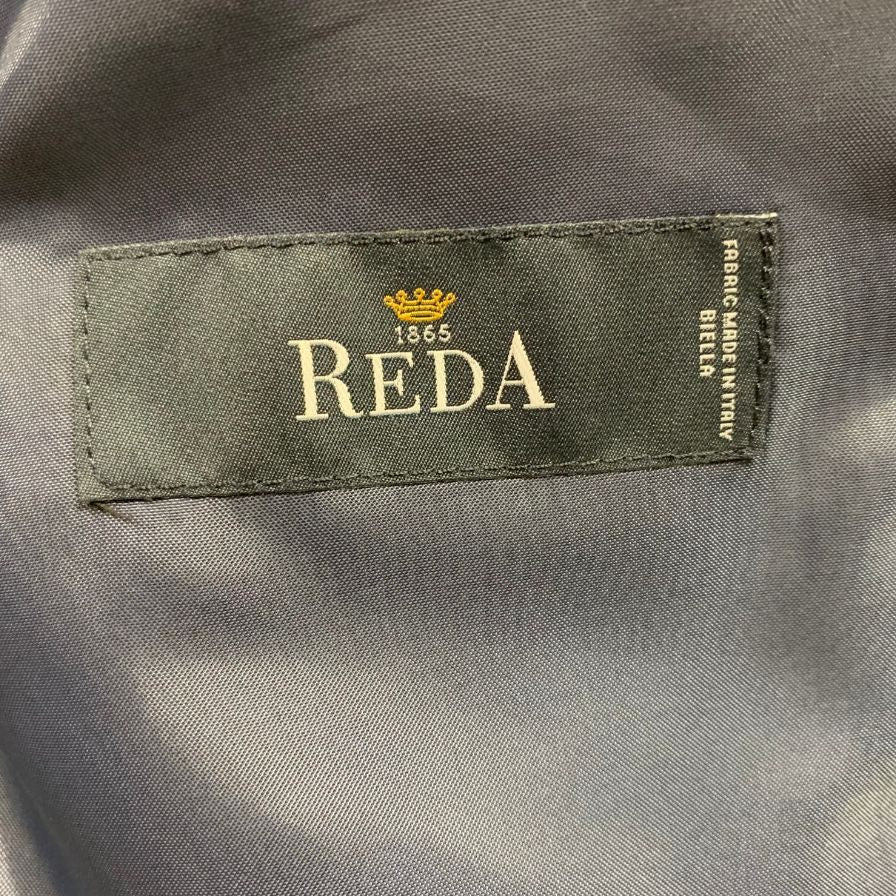 1865
REDA
FABRIC MADE IN ITALY
BIELLA